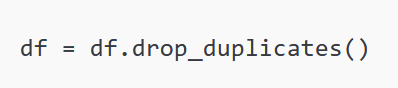 df = df.drop_duplicates()